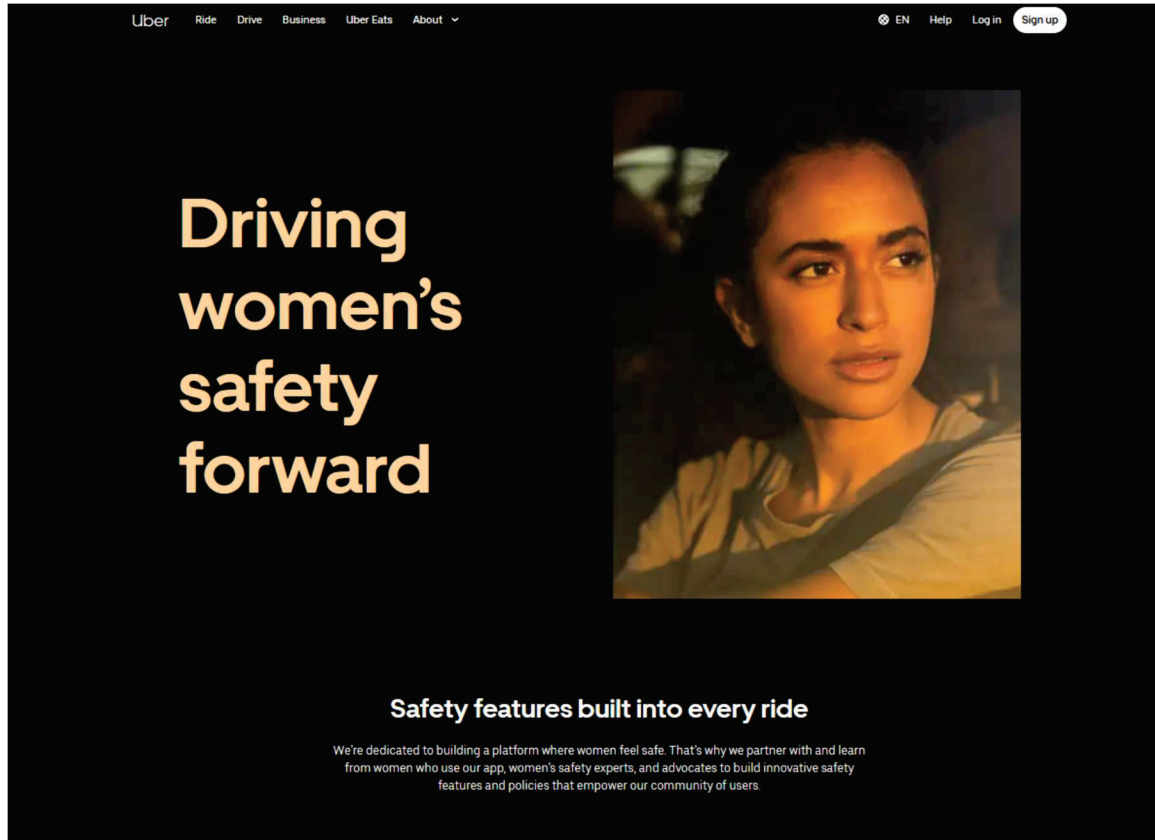 Uber Ride Drive Business Uber Eats About EN Help Log in Sign up
Driving
women's
safety
forward
Safety features built into every ride
We're dedicated to building a platform where women feel safe. That's why we partner with and learn
from women who use our app, women's safety experts, and advocates to build innovative safety
features and policies that empower our community of users.